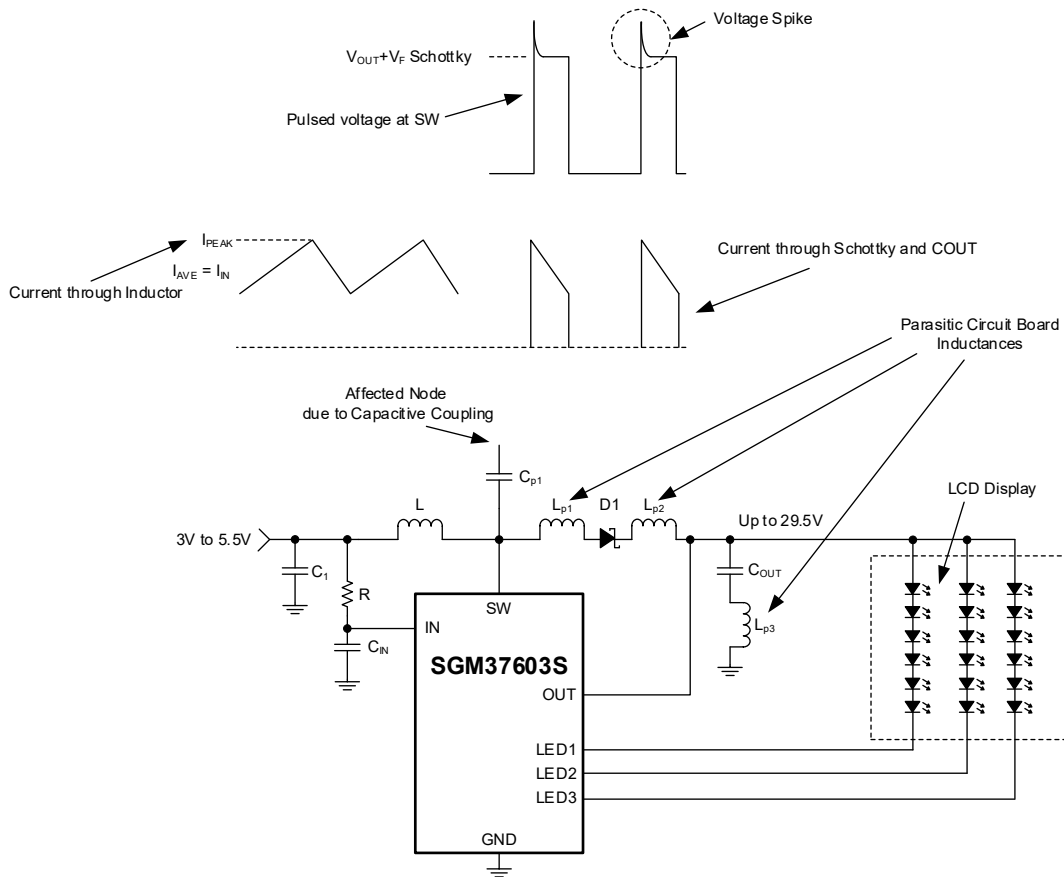 Voltage Spike
VOUT+VF Schottky
Pulsed voltage at SW
IPEAK
IAVE = IIN
Current through Inductor
Current through Schottky and COUT
Parasitic Circuit Board
Inductances
Affected Node
due to Capacitive Coupling
Cp1
L
Lp1
D1
Lp2
LCD Display
Up to 29.5V
3V to 5.5V
C1
R
COUT
SW
IN
CIN
Lp3
SGM37603S
OUT
LED1
LED2
LED3
GND